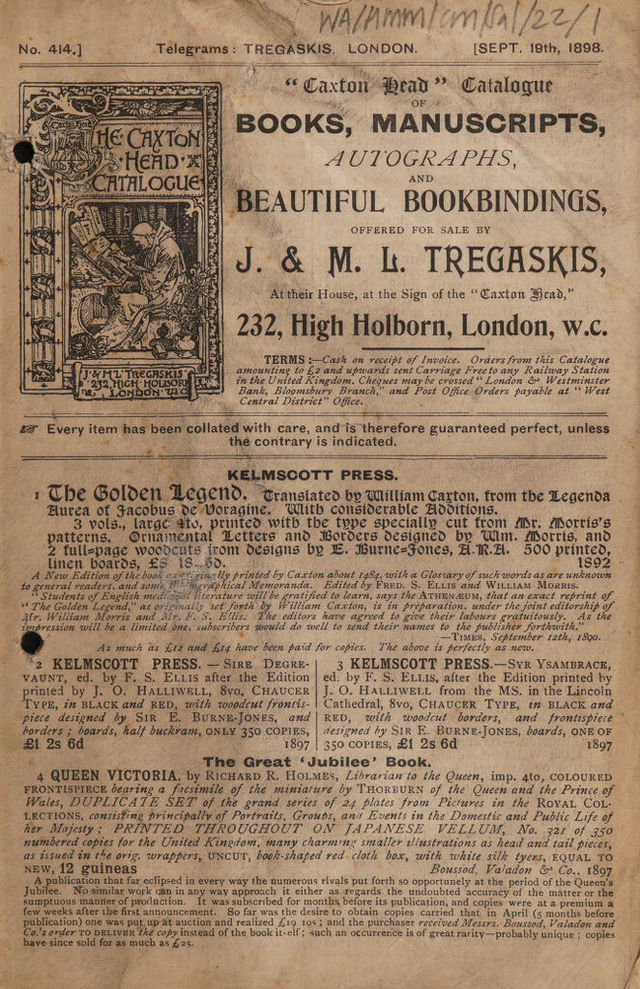 WA/HMM/CM/Sal/22/1
No. 414.] Telegrams: TREGASKIS, LONDON. [SEPT. 19th, 1898.
THE CAXTON
HEAD
CATALOGUE
J & M L TREGASKIS
232, HIGH HOLBORN
LONDON W.C.
"Caxton Head" Catalogue
OF
BOOKS, MANUSCRIPTS,
AUTOGRAPHS,
AND
BEAUTIFUL BOOKBINDINGS,
OFFERED FOR SALE BY
J. & M. L. TREGASKIS,
At their House, at the Sign of the "Caxton Head,"
232, High Holborn, London, W.C.
TERMS:—Cash on receipt of Invoice. Orders from this Catalogue
amounting to £2 and upwards sent Carriage Free to any Railway Station
in the United Kingdom. Cheques may be crossed "London & Westminster
Bank, Bloomsbury Branch," and Post Office Orders payable at "West
Central District" Office.
☞ Every item has been collated with care, and is therefore guaranteed perfect, unless
the contrary is indicated.
KELMSCOTT PRESS.
1 The Golden Legend. Translated by William Caxton, from the Legenda
Aurea of Jacobus de Voragine. With considerable Additions.
3 vols., large 4to, printed with the type specially cut from Mr. Morris's
patterns. Ornamental Letters and Borders designed by Wm. Morris, and
2 full-page woodcuts from designs by E. Burne-Jones, A.R.A. 500 printed,
linen boards, £8 18 6d. 1892
A New Edition of the book as originally printed by Caxton about 1484, with a Glossary of such words as are unknown
to general readers, and some Bibliographical Memoranda. Edited by FRED. S. ELLIS and WILLIAM MORRIS.
"Students of English mediæval literature will be gratified to learn, says the ATHENÆUM, that an exact reprint of
"The Golden Legend," as originally set forth by William Caxton, is in preparation, under the joint editorship of
Mr. William Morris and Mr. F. S. Ellis. The editors have agreed to give their labours gratuitously. As the
impression will be a limited one, subscribers would do well to send their names to the publisher forthwith."
—TIMES, September 12th, 1890.
As much as £12 and £14 have been paid for copies. The above is perfectly as new.
2 KELMSCOTT PRESS.—SIRE DEGRE-
VAUNT, ed. by F. S. ELLIS after the Edition
printed by J. O. HALLIWELL, 8vo, CHAUCER
TYPE, in BLACK and RED, with woodcut frontis-
piece designed by SIR E. BURNE-JONES, and
borders; boards, half buckram, ONLY 350 COPIES,
£1 2s 6d 1897
3 KELMSCOTT PRESS.—SYR YSAMBRACE,
ed. by F. S. ELLIS, after the Edition printed by
J. O. HALLIWELL from the MS. in the Lincoln
Cathedral, 8vo, CHAUCER TYPE, in BLACK AND
RED, with woodcut borders, and frontispiece
designed by SIR E. BURNE-JONES, boards, ONE OF
350 COPIES, £1 2s 6d 1897
The Great 'Jubilee' Book.
4 QUEEN VICTORIA, by RICHARD R. HOLMES, Librarian to the Queen, imp. 4to, COLOURED
FRONTISPIECE bearing a facsimile of the miniature by THORBURN of the Queen and the Prince of
Wales, DUPLICATE SET of the grand series of 24 plates from Pictures in the ROYAL COL-
LECTIONS, consisting principally of Portraits, Groups, and Events in the Domestic and Public Life of
her Majesty; PRINTED THROUGHOUT ON JAPANESE VELLUM, No. 321 of 350
numbered copies for the United Kingdom, many charming smaller illustrations as head and tail pieces,
as issued in the orig. wrappers, UNCUT, book-shaped red cloth box, with white silk tyers, EQUAL TO
NEW, 12 guineas Boussod, Valadon & Co., 1897
A publication that far eclipsed in every way the numerous rivals put forth so opportunely at the period of the Queen's
Jubilee. No similar work can in any way approach it either as regards the undoubted accuracy of the matter or the
sumptuous manner of production. It was subscribed for months before its publication, and copies were at a premium a
few weeks after the first announcement. So far was the desire to obtain copies carried that in April (5 months before
publication) one was put up at auction and realized £19 19s; and the purchaser received Messrs. Boussod, Valadon and
Co.'s order TO DELIVER the copy instead of the book itself; such an occurrence is of great rarity—probably unique; copies
have since sold for as much as £25.